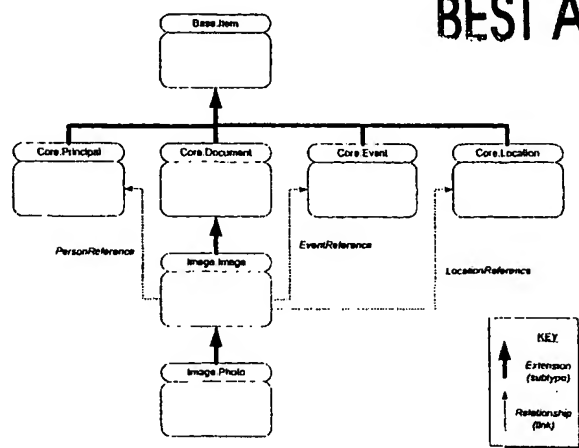 BEST A
Base.Item
Core.Principal
Core.Document
Core.Event
Core.Location
PersonReference
Image.Image
EventReference
LocationReference
Image.Photo
KEY
Extension
(subtype)
Relationship
(link)